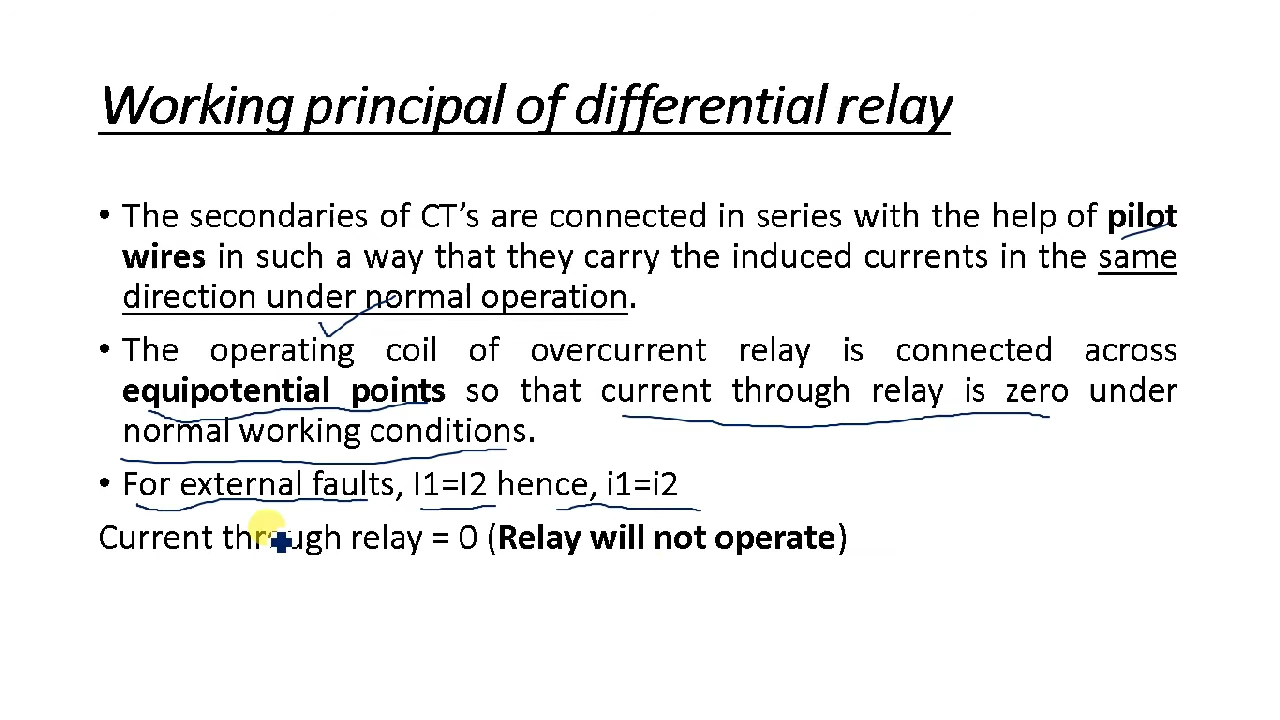 Working principal of differential relay
• The secondaries of CT’s are connected in series with the help of pilot
wires in such a way that they carry the induced currents in the same
direction under normal operation.
• The operating coil of overcurrent relay is connected across
equipotential points so that current through relay is zero under
normal working conditions.
• For external faults, I1=I2 hence, i1=i2
Current through relay = 0 (Relay will not operate)